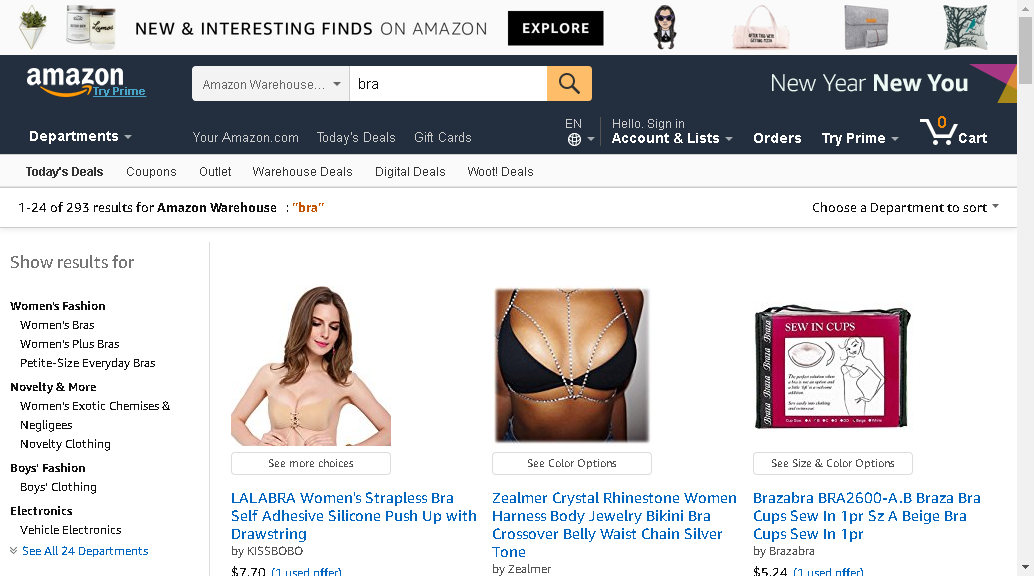 NEW & INTERESTING FINDS ON AMAZON
EXPLORE
amazon
Try Prime
Amazon Warehouse...
bra
New Year New You
Departments
Your Amazon.com
Today's Deals
Gift Cards
EN
Hello. Sign in
Account & Lists
Orders
Try Prime
0
Cart
Today's Deals
Coupons
Outlet
Warehouse Deals
Digital Deals
Woot! Deals
1-24 of 293 results for Amazon Warehouse : "bra"
Choose a Department to sort
Show results for
Women's Fashion
Women's Bras
Women's Plus Bras
Petite-Size Everyday Bras
Novelty & More
Women's Exotic Chemises &
Negligees
Novelty Clothing
Boys' Fashion
Boys' Clothing
Electronics
Vehicle Electronics
See All 24 Departments
See more choices
LALABRA Women's Strapless Bra
Self Adhesive Silicone Push Up with
Drawstring
by KISSBOBO
$7.70 (1 used offer)
See Color Options
Zealmer Crystal Rhinestone Women
Harness Body Jewelry Bikini Bra
Crossover Belly Waist Chain Silver
Tone
by Zealmer
SEW IN CUPS
Braza Braza Braza
See Size & Color Options
Brazabra BRA2600-A.B Braza Bra
Cups Sew In 1pr Sz A Beige Bra
Cups Sew In 1pr
by Brazabra
$5.24 (1 used offer)